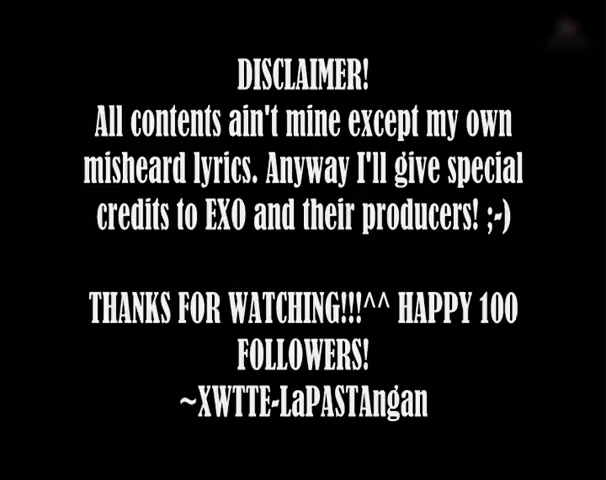 DISCLAIMER!
All contents ain't mine except my own
misheard lyrics. Anyway I'll give special
credits to EXO and their producers! ;-)
THANKS FOR WATCHING!!!^^ HAPPY 100
FOLLOWERS!
~XWTTE-LaPASTAngan